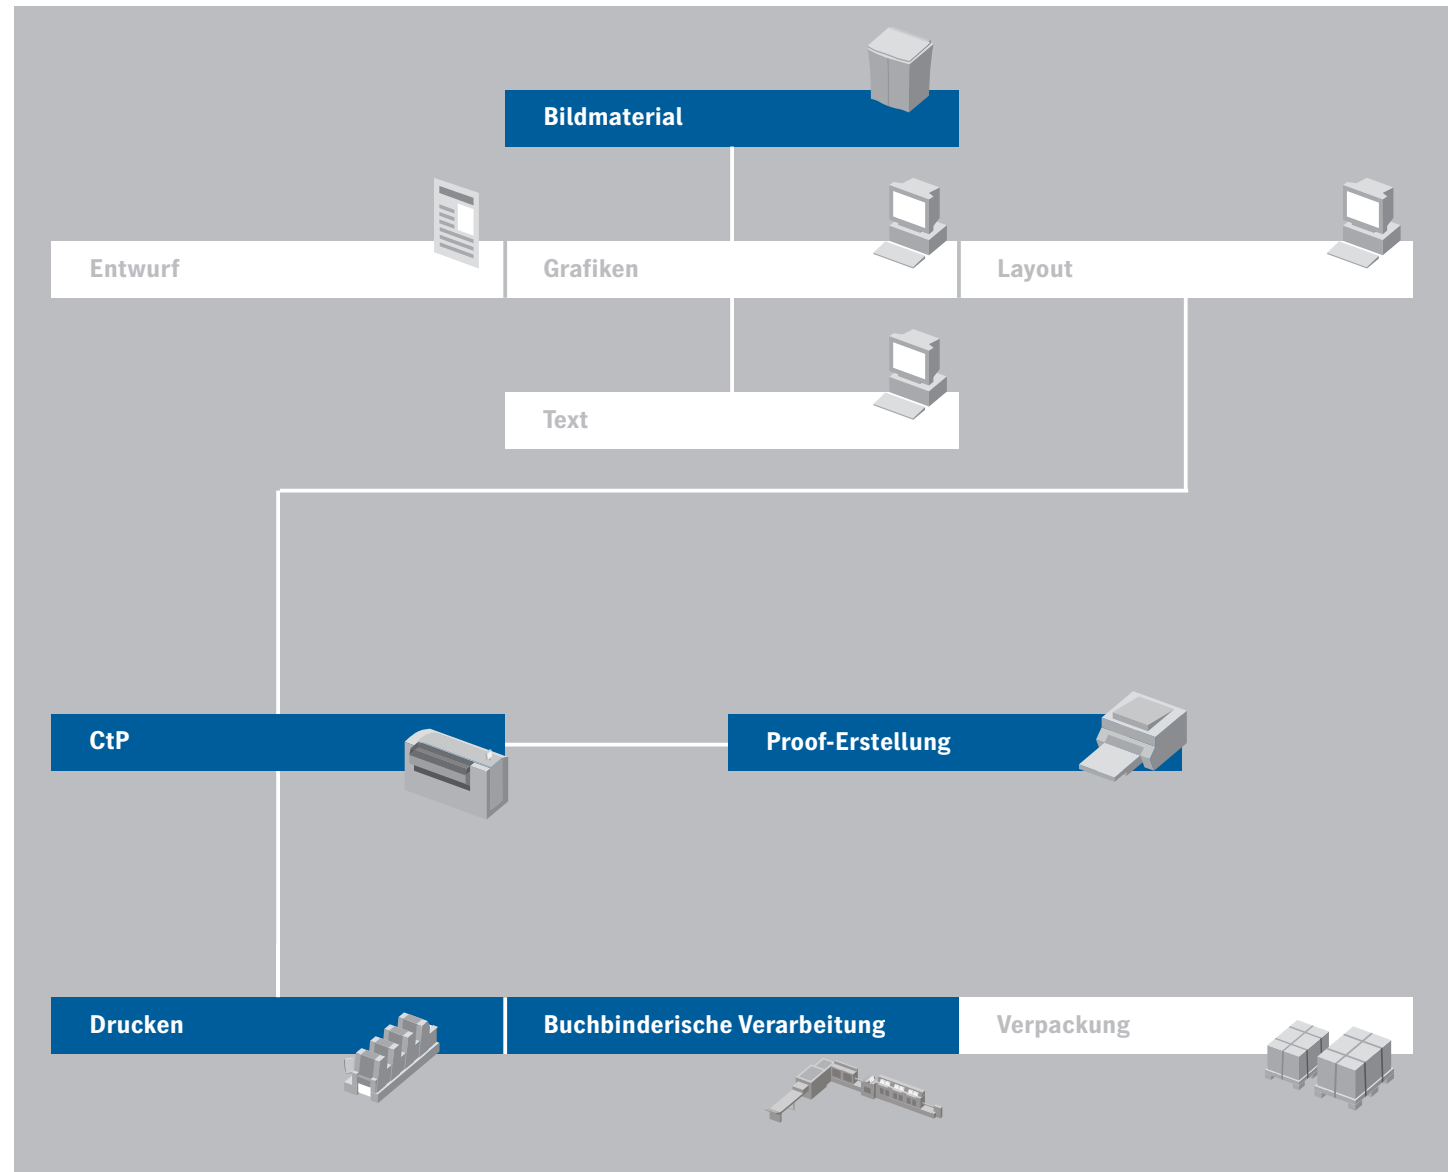 Bildmaterial
Entwurf
Grafiken
Layout
Text
CtP
Proof-Erstellung
Drucken
Buchbinderische Verarbeitung
Verpackung